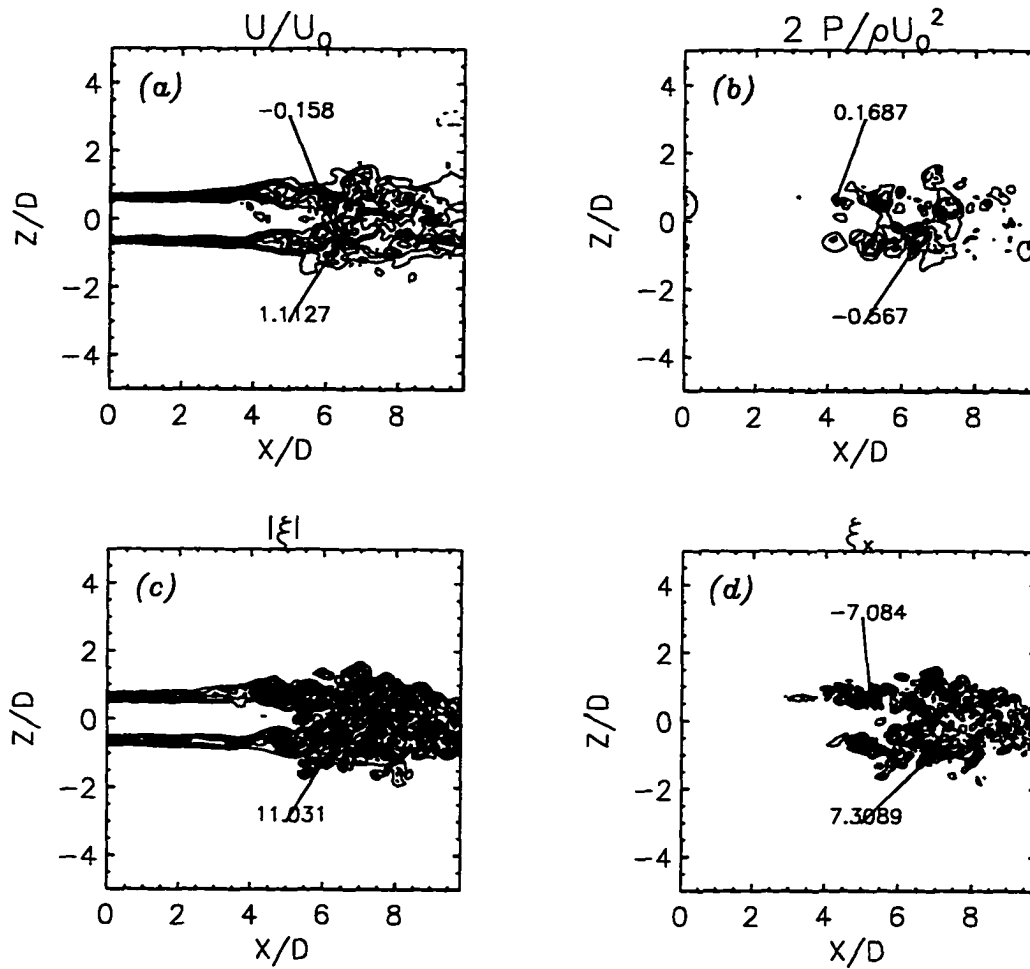 U/U₀
(a)
-0.158
1.1127
4
2
0
-2
-4
Z/D
0 2 4 6 8
X/D
2 P/ρU₀²
(b)
0.1687
-0.567
4
2
0
-2
-4
Z/D
0 2 4 6 8
X/D
|ξ|
(c)
11.031
4
2
0
-2
-4
Z/D
0 2 4 6 8
X/D
ξₓ
(d)
-7.084
7.3089
4
2
0
-2
-4
Z/D
0 2 4 6 8
X/D